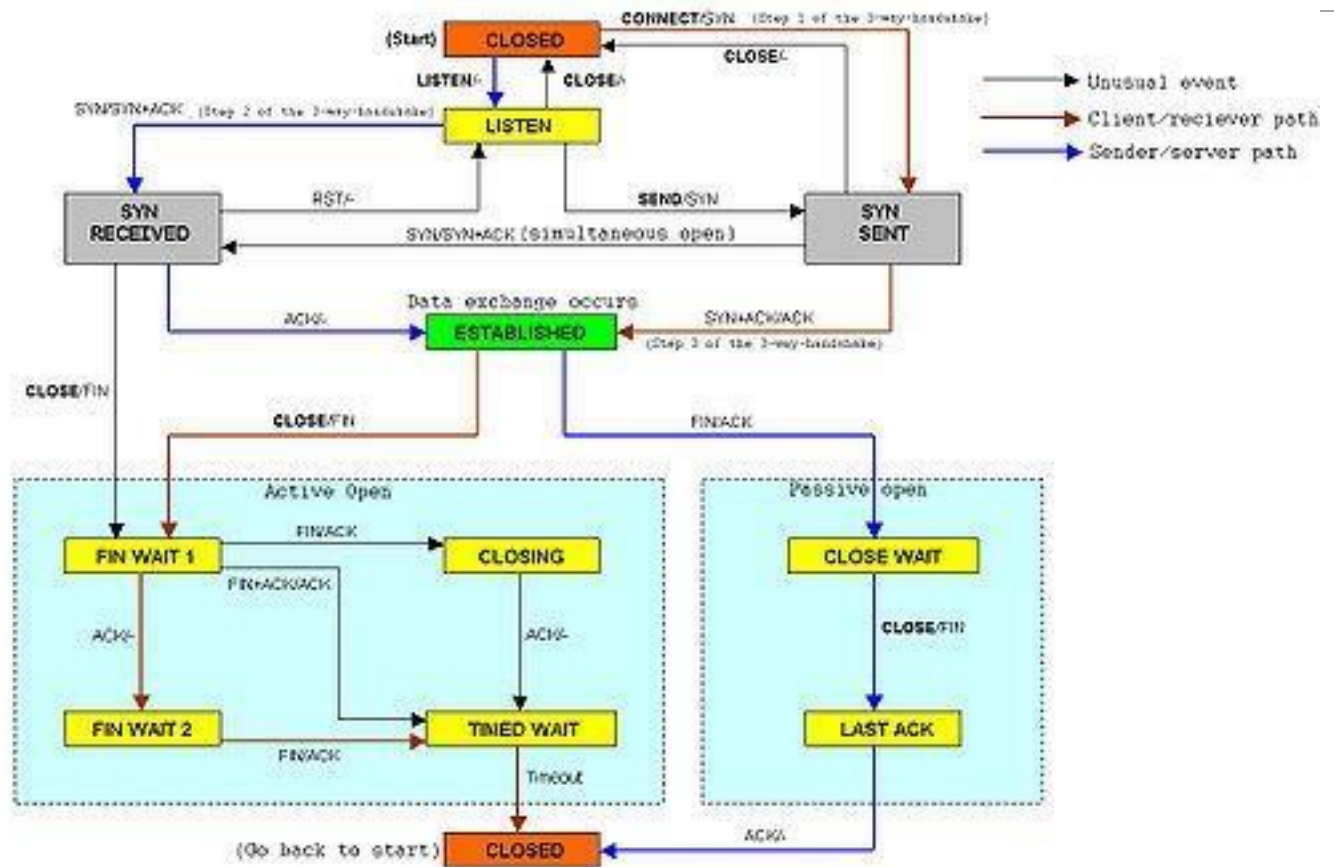 CONNECT/SYN (Step 1 of the 3-way-handshake)
(Start) CLOSED
CLOSE/-
LISTEN/- CLOSE/-
Unusual event
SYN/SYN+ACK (Step 2 of the 3-way-handshake)
LISTEN
Client/reciever path
Sender/server path
RST/-
SEND/SYN
SYN
RECEIVED
SYN
SENT
SYN/SYN+ACK (simultaneous open)
Data exchange occurs
ACK/-
ESTABLISHED
SYN+ACK/ACK
(Step 3 of the 3-way-handshake)
CLOSE/FIN
CLOSE/FIN
FIN/ACK
Active Open
Passive open
FIN WAIT 1
FIN/ACK
CLOSING
CLOSE WAIT
FIN+ACK/ACK
ACK/-
ACK/-
CLOSE/FIN
FIN WAIT 2
TIMED WAIT
LAST ACK
FIN/ACK
Timeout
(Go back to start) CLOSED
ACK/-